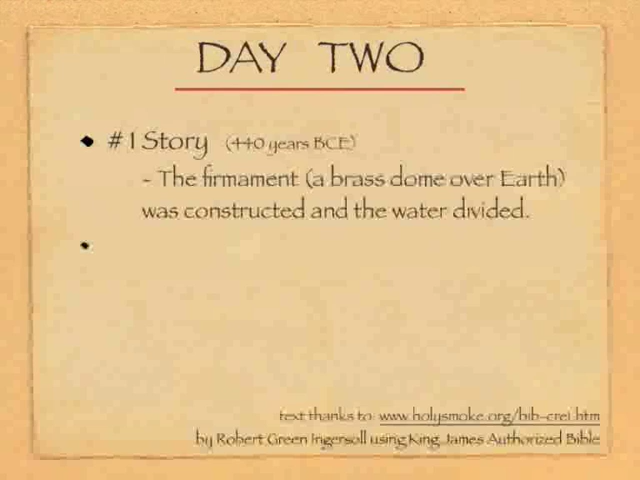 DAY TWO
#1 Story (440 years BCE)
- The firmament (a brass dome over Earth)
was constructed and the water divided.
text thanks to: www.holysmoke.org/bib-cre1.htm
by Robert Green Ingersoll using King James Authorized Bible